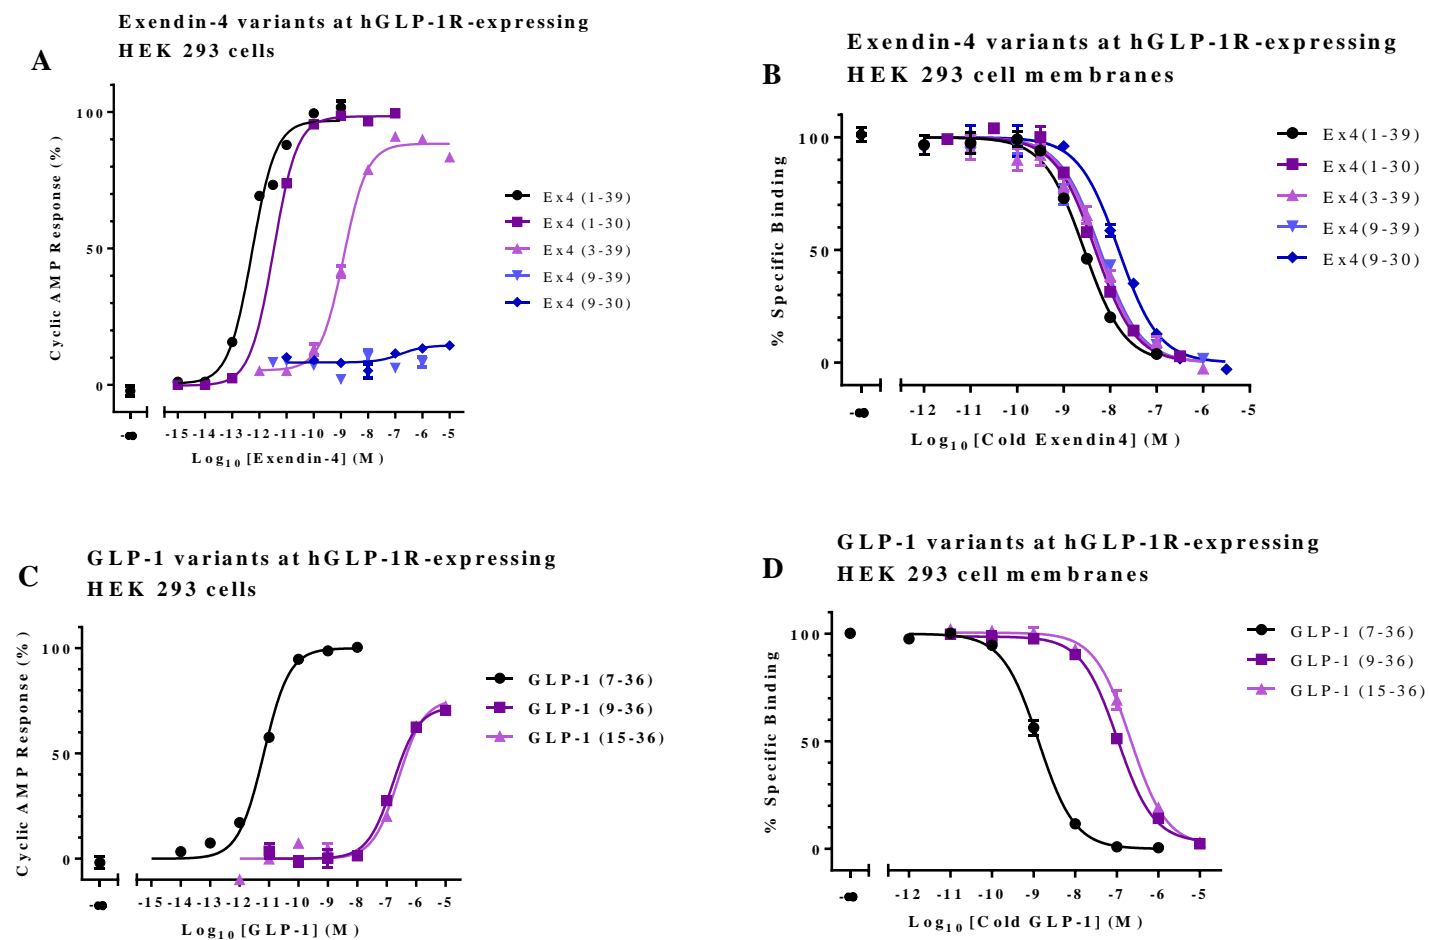 Exendin-4 variants at hGLP-1R-expressing
HEK 293 cells
A
Cyclic AMP Response (%)
100
50
0
-∞
-15 -14 -13 -12 -11 -10 -9 -8 -7 -6 -5
Log10 [Exendin-4] (M)
Ex4 (1-39)
Ex4 (1-30)
Ex4 (3-39)
Ex4 (9-39)
Ex4 (9-30)
Exendin-4 variants at hGLP-1R-expressing
HEK 293 cell membranes
B
% Specific Binding
100
50
0
-∞
-12 -11 -10 -9 -8 -7 -6 -5
Log10 [Cold Exendin4] (M)
Ex4(1-39)
Ex4(1-30)
Ex4(3-39)
Ex4(9-39)
Ex4(9-30)
GLP-1 variants at hGLP-1R-expressing
HEK 293 cells
C
Cyclic AMP Response (%)
100
50
0
-∞
-15 -14 -13 -12 -11 -10 -9 -8 -7 -6 -5
Log10 [GLP-1] (M)
GLP-1 (7-36)
GLP-1 (9-36)
GLP-1 (15-36)
GLP-1 variants at hGLP-1R-expressing
HEK 293 cell membranes
D
% Specific Binding
100
50
0
-∞
-12 -11 -10 -9 -8 -7 -6 -5
Log10 [Cold GLP-1] (M)
GLP-1 (7-36)
GLP-1 (9-36)
GLP-1 (15-36)